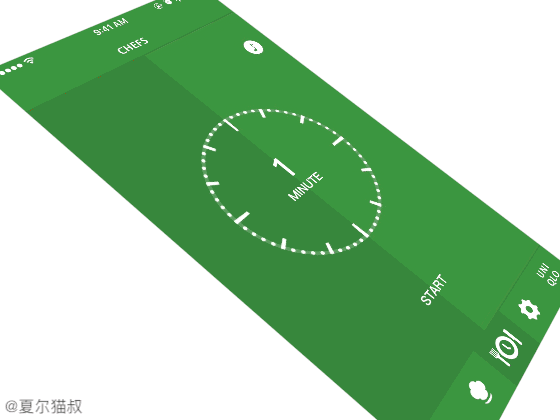 9:41 AM
CHEFS
1
MINUTE
START
UNI
QLO
@夏尔猫叔